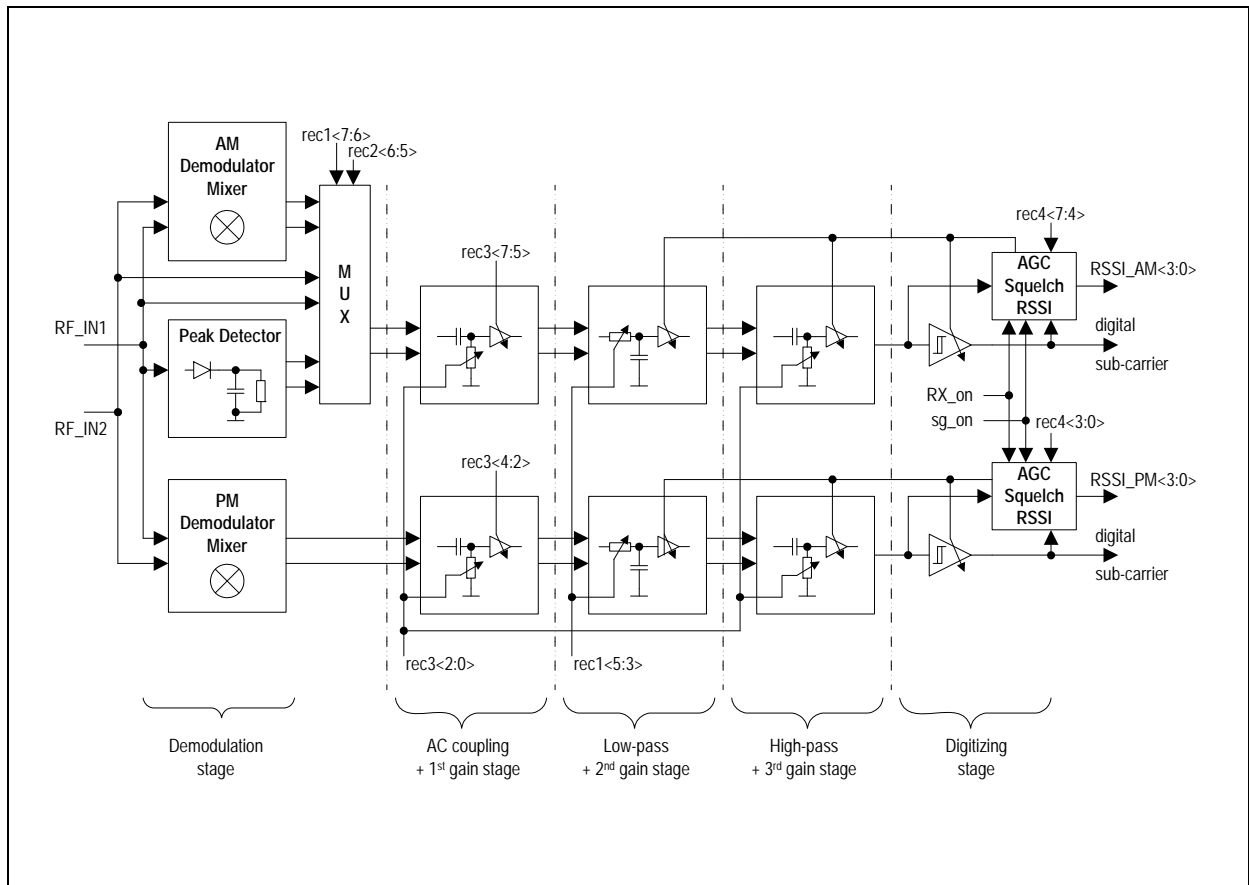 AM
Demodulator
Mixer
rec1<7:6>
rec2<6:5>
M
U
X
RF_IN1
Peak Detector
RF_IN2
PM
Demodulator
Mixer
rec3<7:5>
rec3<4:2>
rec3<2:0>
rec1<5:3>
rec4<7:4>
AGC
Squelch
RSSI
RSSI_AM<3:0>
digital
sub-carrier
RX_on
sg_on
rec4<3:0>
AGC
Squelch
RSSI
RSSI_PM<3:0>
digital
sub-carrier
Demodulation
stage
AC coupling
+ 1st gain stage
Low-pass
+ 2nd gain stage
High-pass
+ 3rd gain stage
Digitizing
stage